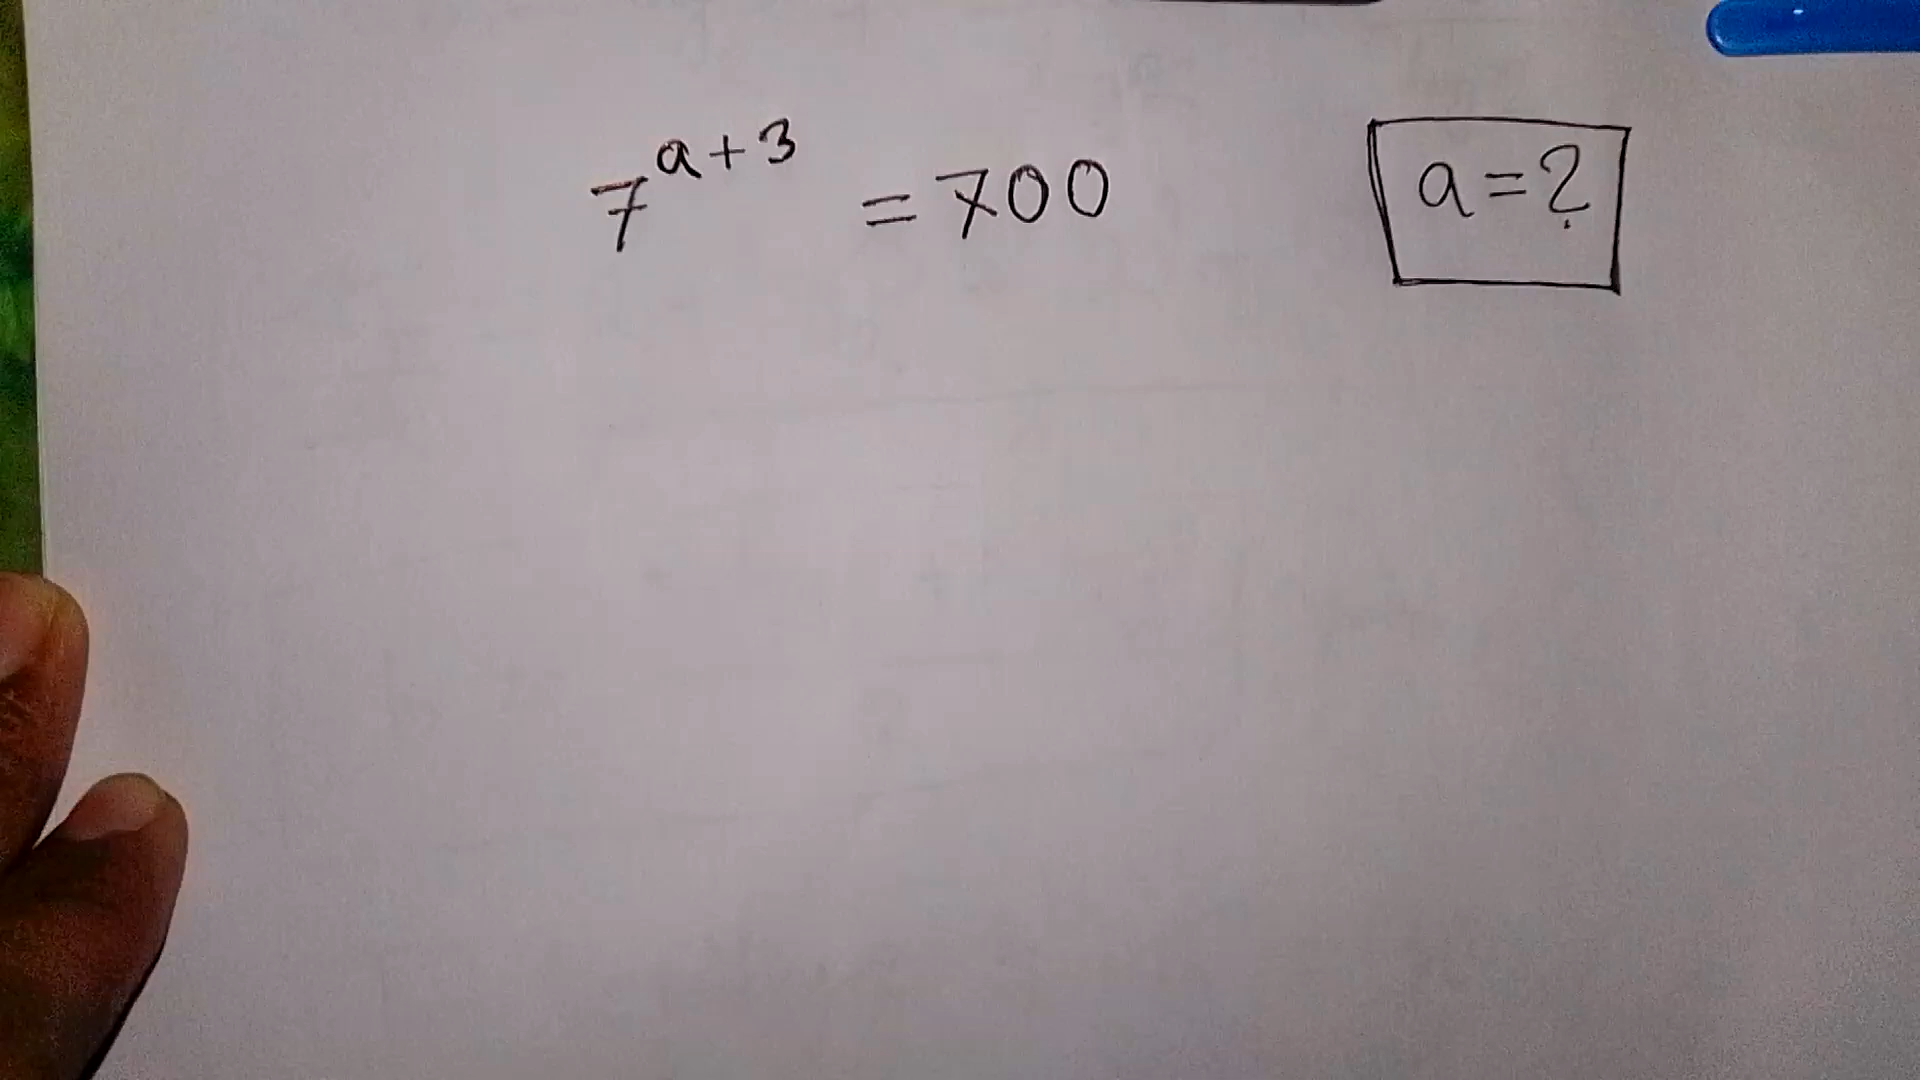 7^{a+3} = 700
a = ?